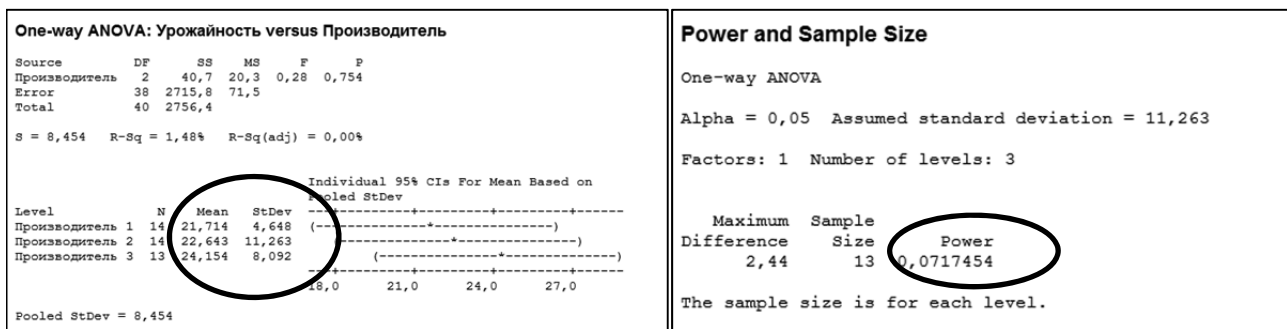 One-way ANOVA: Урожайность versus Производитель
Source DF SS MS F P
Производитель 2 40,7 20,3 0,28 0,754
Error 38 2715,8 71,5
Total 40 2756,4
S = 8,454 R-Sq = 1,48% R-Sq(adj) = 0,00%
Individual 95% CIs For Mean Based on
Pooled StDev
Level N Mean StDev ---+---------+---------+---------+------
Производитель 1 14 21,714 4,648 (--------------*---------------)
Производитель 2 14 22,643 11,263 (---------------*---------------)
Производитель 3 13 24,154 8,092 (---------------*--------------)
---+---------+---------+---------+------
18,0 21,0 24,0 27,0
Pooled StDev = 8,454
Power and Sample Size
One-way ANOVA
Alpha = 0,05 Assumed standard deviation = 11,263
Factors: 1 Number of levels: 3
Maximum Sample
Difference Size Power
2,44 13 0,0717454
The sample size is for each level.